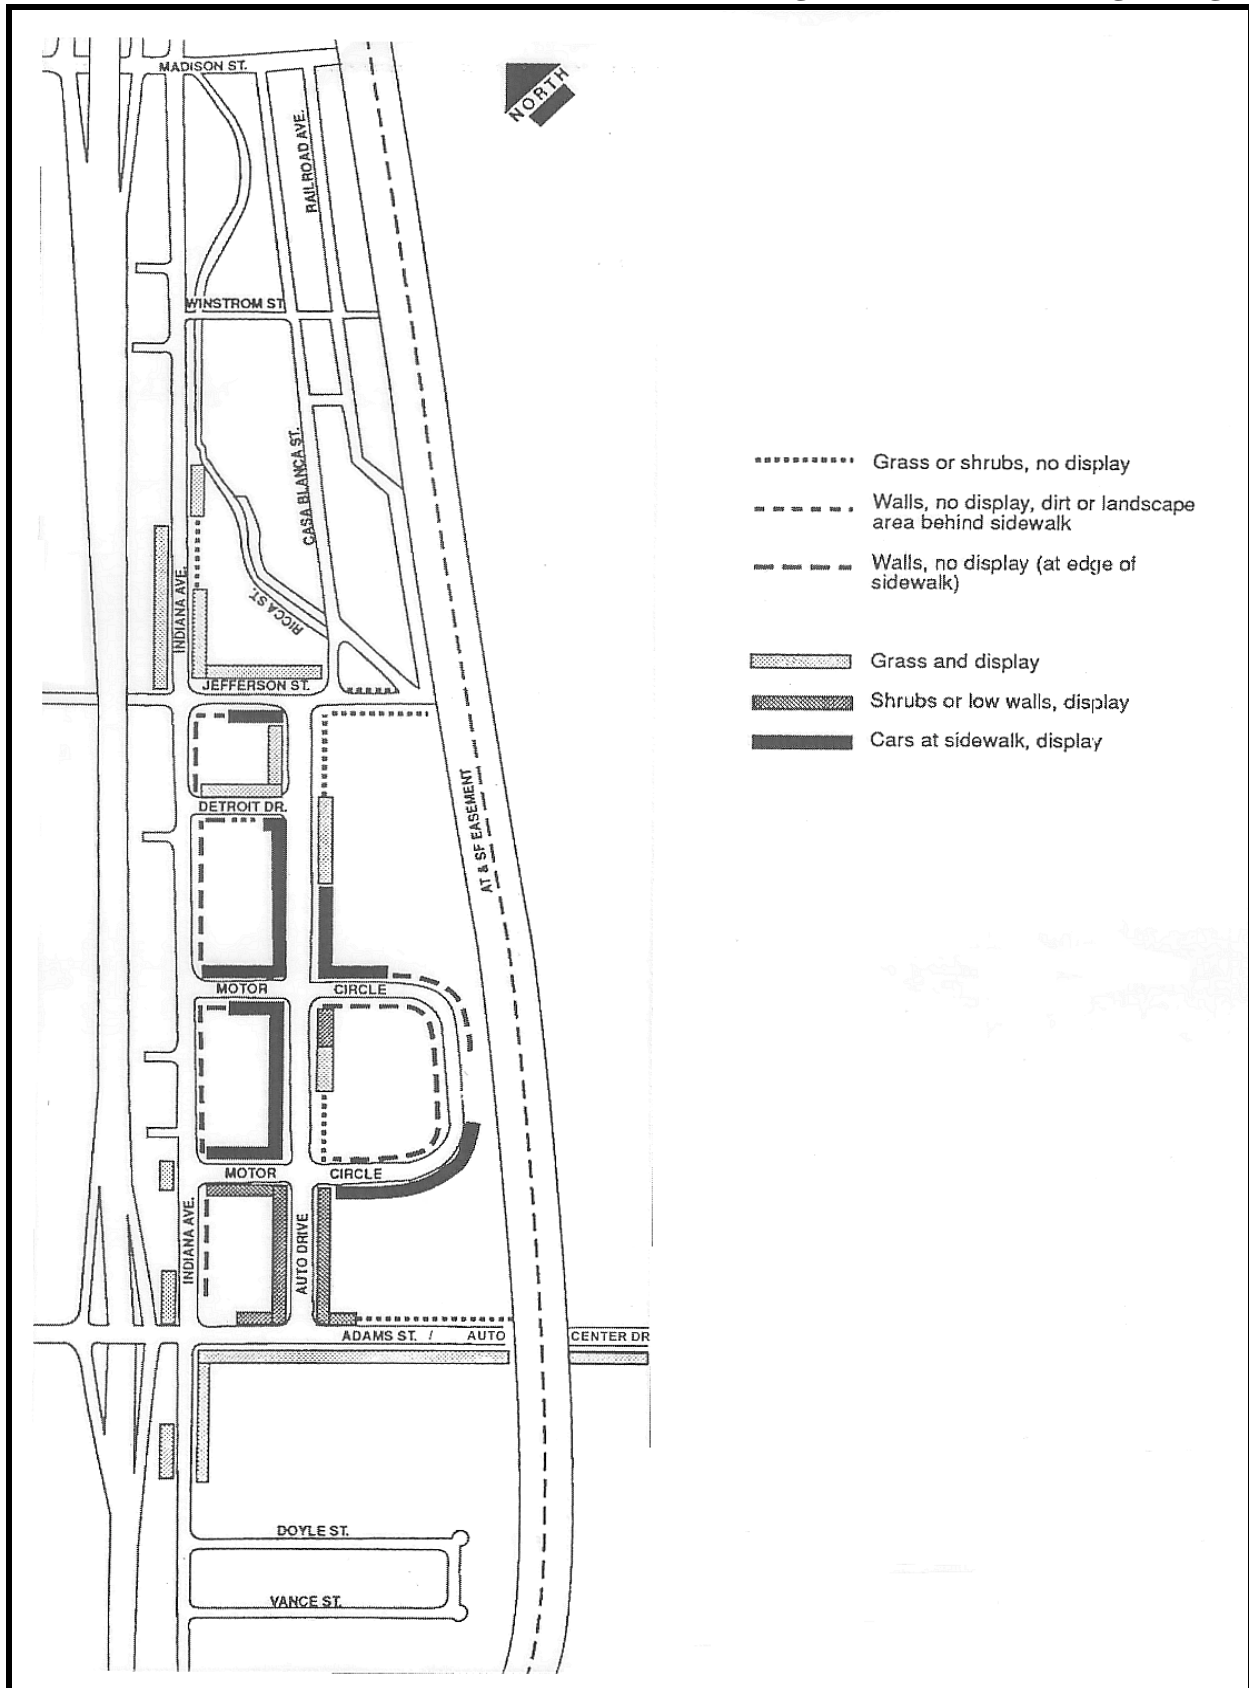 MADISON ST.
NORTH
RAILROAD AVE.
WINSTROM ST
CASA BLANCA ST.
Grass or shrubs, no display
Walls, no display, dirt or landscape
area behind sidewalk
Walls, no display (at edge of
sidewalk)
INDIANA AVE.
RICCA ST.
Grass and display
JEFFERSON ST.
Shrubs or low walls, display
Cars at sidewalk, display
AT & SF EASEMENT
DETROIT DR.
MOTOR CIRCLE
MOTOR CIRCLE
INDIANA AVE.
AUTO DRIVE
ADAMS ST. / AUTO CENTER DR
DOYLE ST.
VANCE ST.